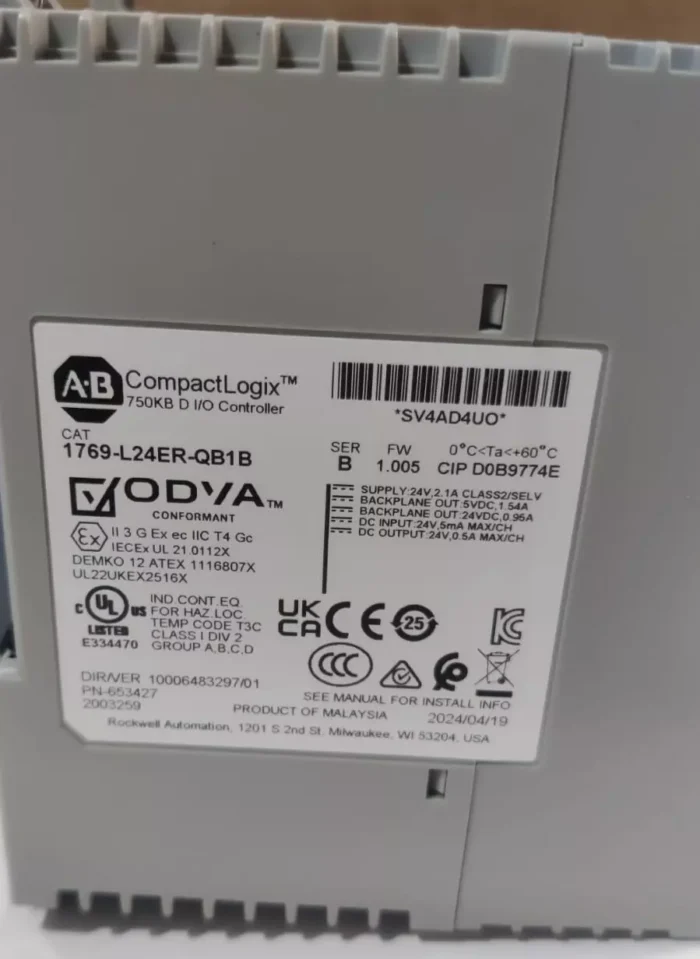 A·B CompactLogix™
750KB D I/O Controller
*SV4AD4UO*
CAT
1769-L24ER-QB1B
SER FW 0°C<Ta<+60°C
B 1.005 CIP D0B9774E
ODVA™
CONFORMANT
SUPPLY:24V,2.1A CLASS2/SELV
BACKPLANE OUT:5VDC,1.54A
BACKPLANE OUT:24VDC,0.95A
DC INPUT:24V,5mA MAX/CH
DC OUTPUT:24V,0.5A MAX/CH
Ex II 3 G Ex ec IIC T4 Gc
IECEx UL 21.0112X
DEMKO 12 ATEX 1116807X
UL22UKEX2516X
c UL US
LISTED
E334470
IND.CONT.EQ.
FOR HAZ.LOC.
TEMP CODE T3C
CLASS I DIV 2
GROUP A,B,C,D
UK
CA CE 25
CCC
DIR/VER 10006483297/01
PN-653427
2003259
SEE MANUAL FOR INSTALL INFO
PRODUCT OF MALAYSIA 2024/04/19
Rockwell Automation, 1201 S 2nd St. Milwaukee, WI 53204, USA